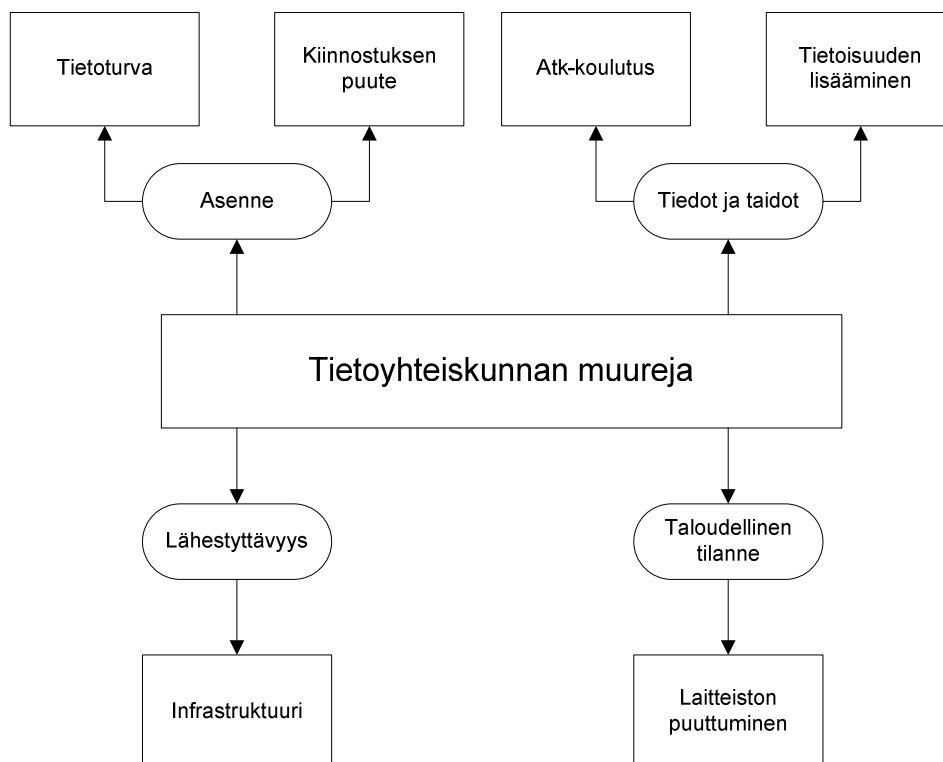 Tietoturva
Kiinnostuksen
puute
Atk-koulutus
Tietoisuuden
lisääminen
Asenne
Tiedot ja taidot
Tietoyhteiskunnan muureja
Lähestyttävyys
Taloudellinen
tilanne
Infrastruktuuri
Laitteiston
puuttuminen